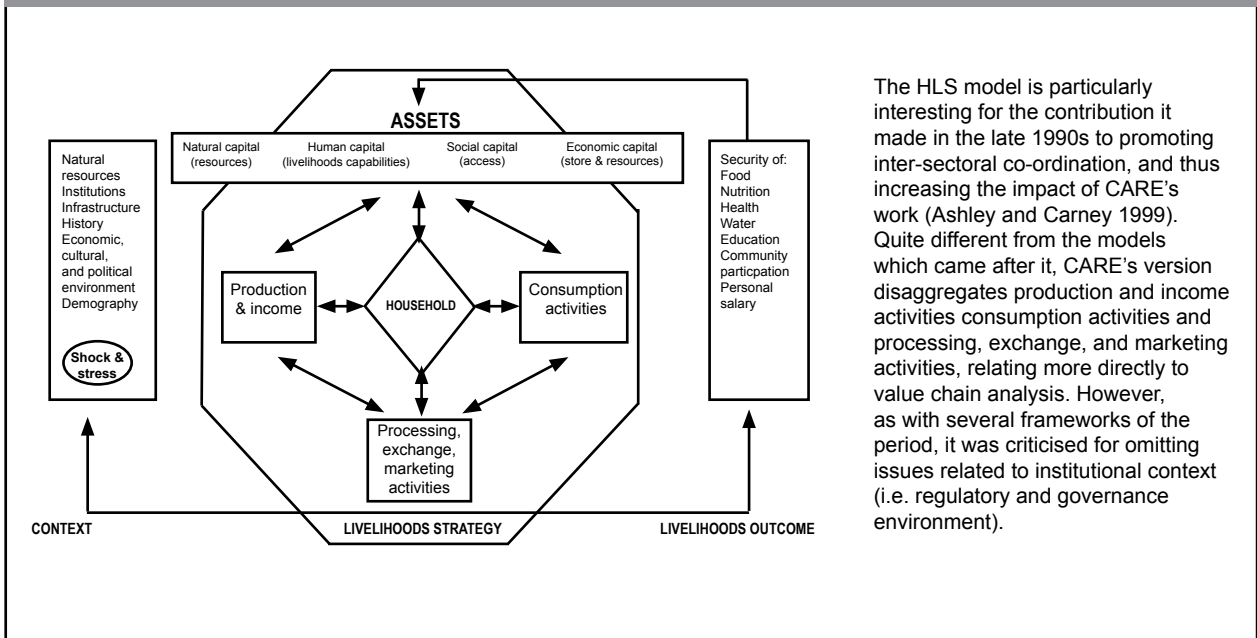 Natural
resources
Institutions
Infrastructure
History
Economic,
cultural,
and political
environment
Demography
Shock &
stress
CONTEXT
ASSETS
Natural capital
(resources)
Human capital
(livelihoods capabilities)
Social capital
(access)
Economic capital
(store & resources)
Production
& income
HOUSEHOLD
Consumption
activities
Processing,
exchange,
marketing
activities
LIVELIHOODS STRATEGY
Security of:
Food
Nutrition
Health
Water
Education
Community
particpation
Personal
salary
LIVELIHOODS OUTCOME
The HLS model is particularly
interesting for the contribution it
made in the late 1990s to promoting
inter-sectoral co-ordination, and thus
increasing the impact of CARE’s
work (Ashley and Carney 1999).
Quite different from the models
which came after it, CARE’s version
disaggregates production and income
activities consumption activities and
processing, exchange, and marketing
activities, relating more directly to
value chain analysis. However,
as with several frameworks of the
period, it was criticised for omitting
issues related to institutional context
(i.e. regulatory and governance
environment).